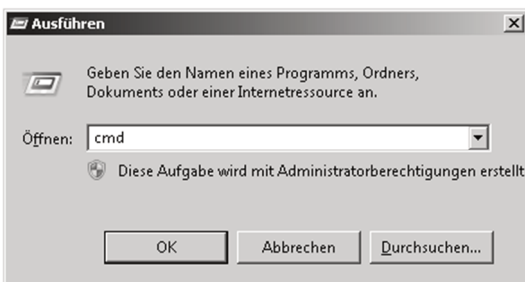 Ausführen
Geben Sie den Namen eines Programms, Ordners,
Dokuments oder einer Internetressource an.
Öffnen: cmd
Diese Aufgabe wird mit Administratorberechtigungen erstellt
OK Abbrechen Durchsuchen...